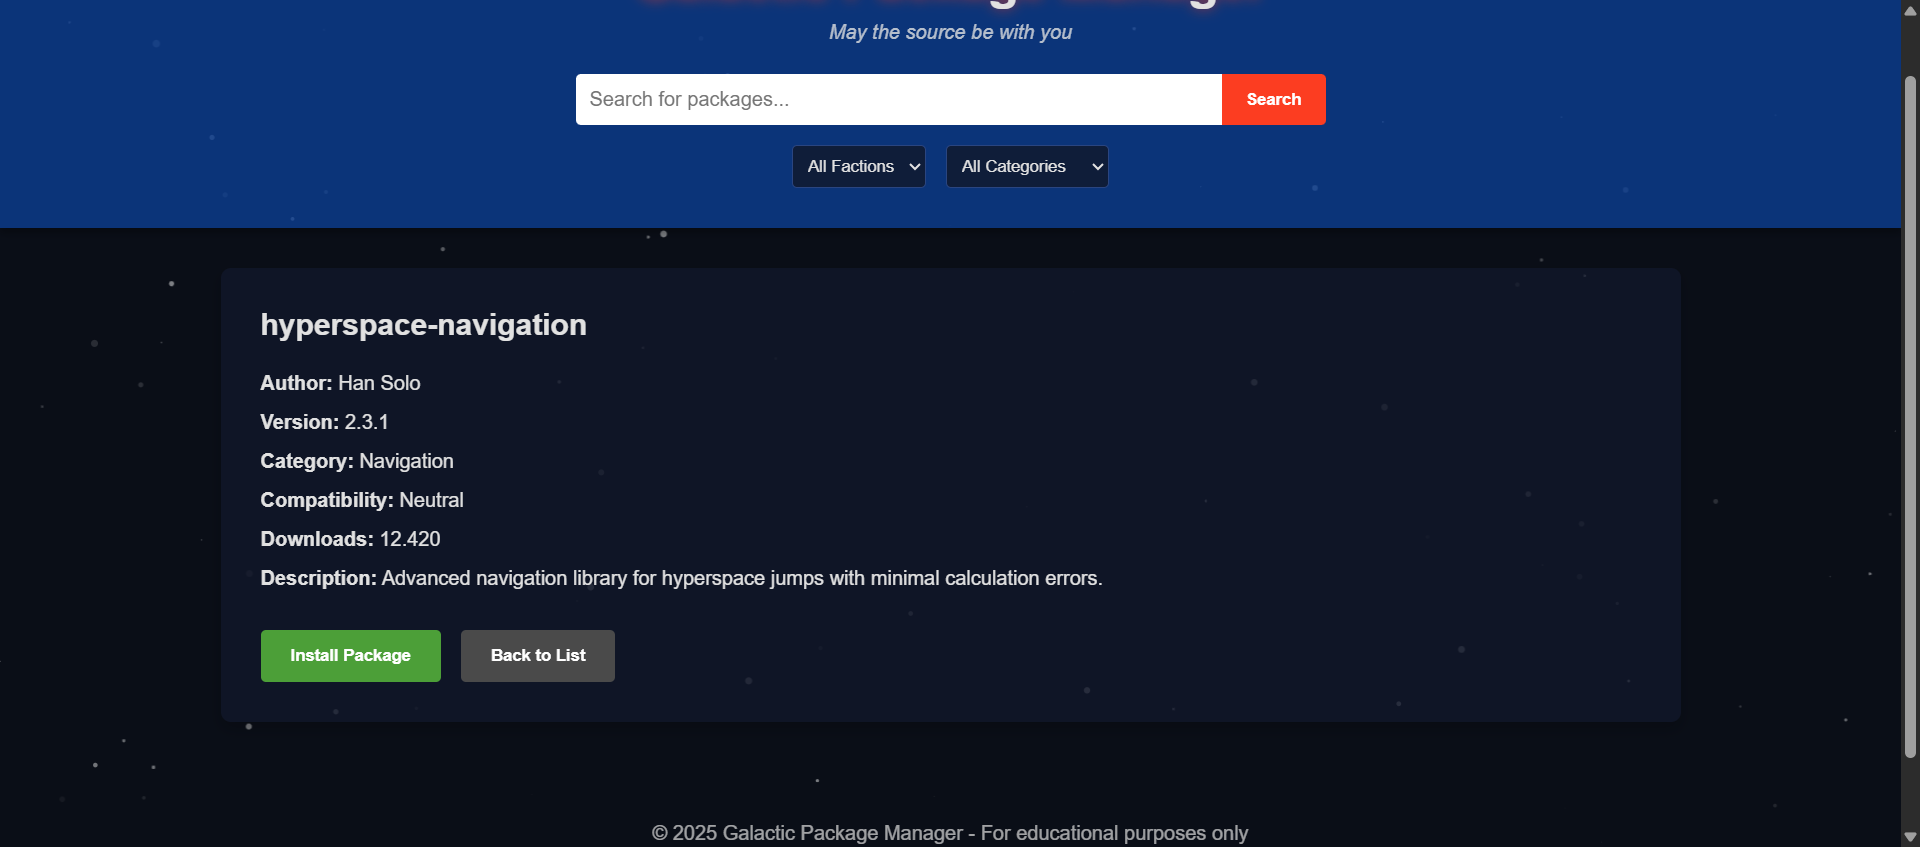 May the source be with you
Search for packages...
Search
All Factions
All Categories
hyperspace-navigation
Author: Han Solo
Version: 2.3.1
Category: Navigation
Compatibility: Neutral
Downloads: 12.420
Description: Advanced navigation library for hyperspace jumps with minimal calculation errors.
Install Package
Back to List
© 2025 Galactic Package Manager - For educational purposes only